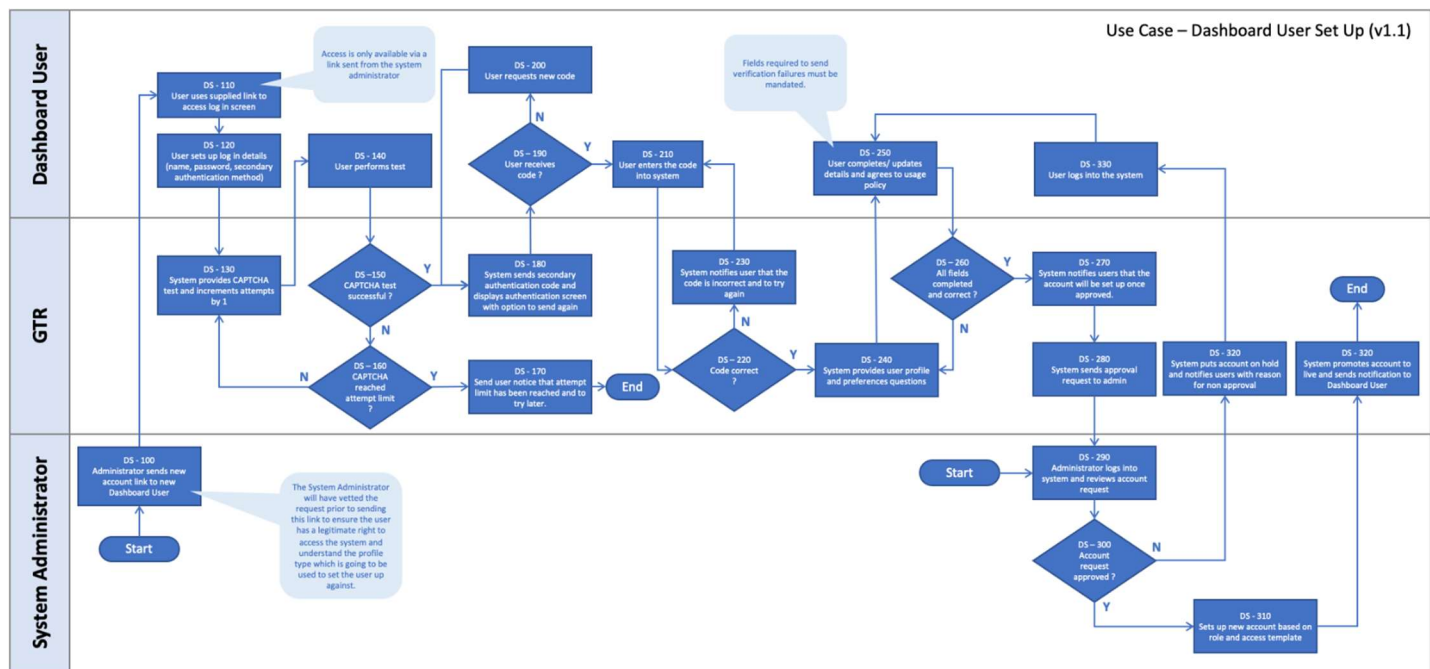 Use Case – Dashboard User Set Up (v1.1)
Dashboard User
Access is only available via a
link sent from the system
administrator
DS - 110
User uses supplied link to
access log in screen
DS - 120
User sets up log in details
(name, password, secondary
authentication method)
DS - 140
User performs test
DS - 200
User requests new code
N
DS – 190
User receives
code ?
Y
DS - 210
User enters the code
into system
Fields required to send
verification failures must be
mandated.
DS - 250
User completes/ updates
details and agrees to usage
policy
DS - 330
User logs into the system
GTR
DS - 130
System provides CAPTCHA
test and increments attempts
by 1
DS –150
CAPTCHA test
successful ?
Y
N
DS - 180
System sends secondary
authentication code and
displays authentication screen
with option to send again
DS – 160
CAPTCHA
reached
attempt limit
?
N
Y
DS - 170
Send user notice that attempt
limit has been reached and to
try later.
End
DS - 230
System notifies user that the
code is incorrect and to try
again
N
DS – 220
Code correct
?
Y
DS - 240
System provides user profile
and preferences questions
DS – 260
All fields
completed
and correct ?
Y
N
DS - 270
System notifies users that the
account will be set up once
approved.
DS - 280
System sends approval
request to admin
DS - 320
System puts account on hold
and notifies users with reason
for non approval
End
DS - 320
System promotes account to
live and sends notification to
Dashboard User
System Administrator
DS - 100
Administrator sends new
account link to new
Dashboard User
Start
The System Administrator
will have vetted the
request prior to sending
this link to ensure the user
has a legitimate right to
access the system and
understand the profile
type which is going to be
used to set the user up
against.
Start
DS - 290
Administrator logs into
system and reviews account
request
DS – 300
Account
request
approved ?
N
Y
DS - 310
Sets up new account based on
role and access template